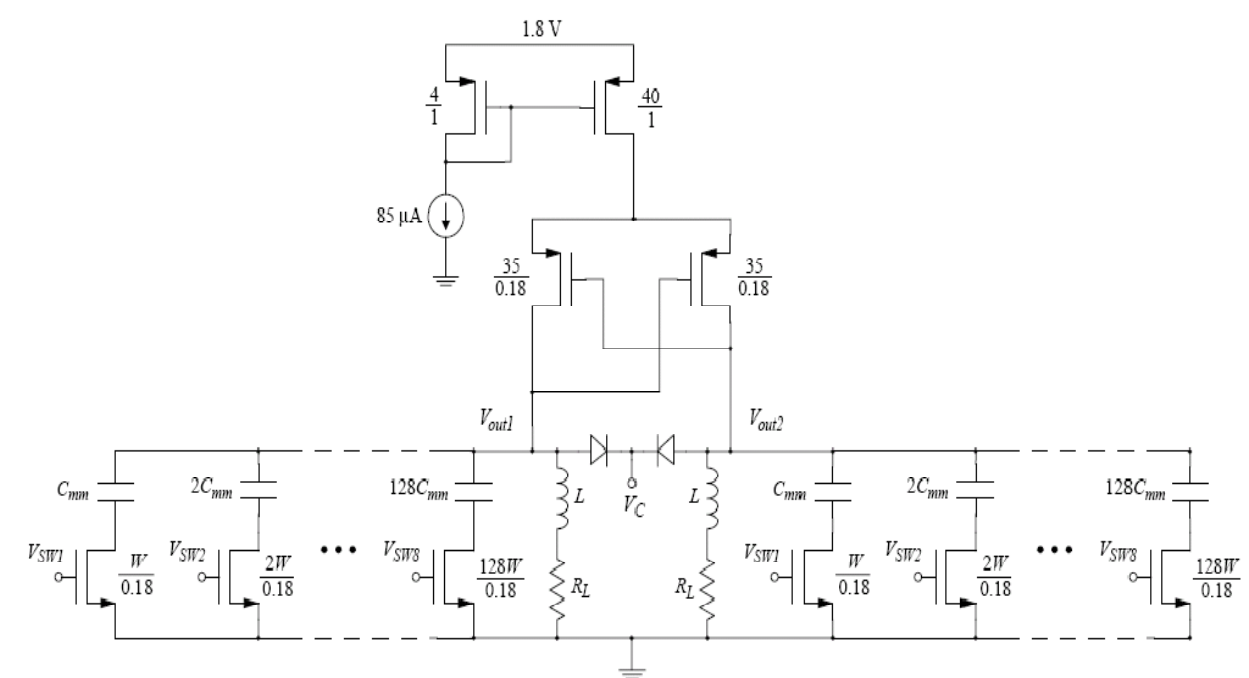 1.8 V
4
1
40
1
85 µA
35
0.18
35
0.18
Vout1
Vout2
Cmm
2Cmm
128Cmm
L
VC
L
Cmm
2Cmm
128Cmm
VSW1
W
0.18
VSW2
2W
0.18
•••
VSW8
128W
0.18
RL
RL
VSW1
W
0.18
VSW2
2W
0.18
•••
VSW8
128W
0.18